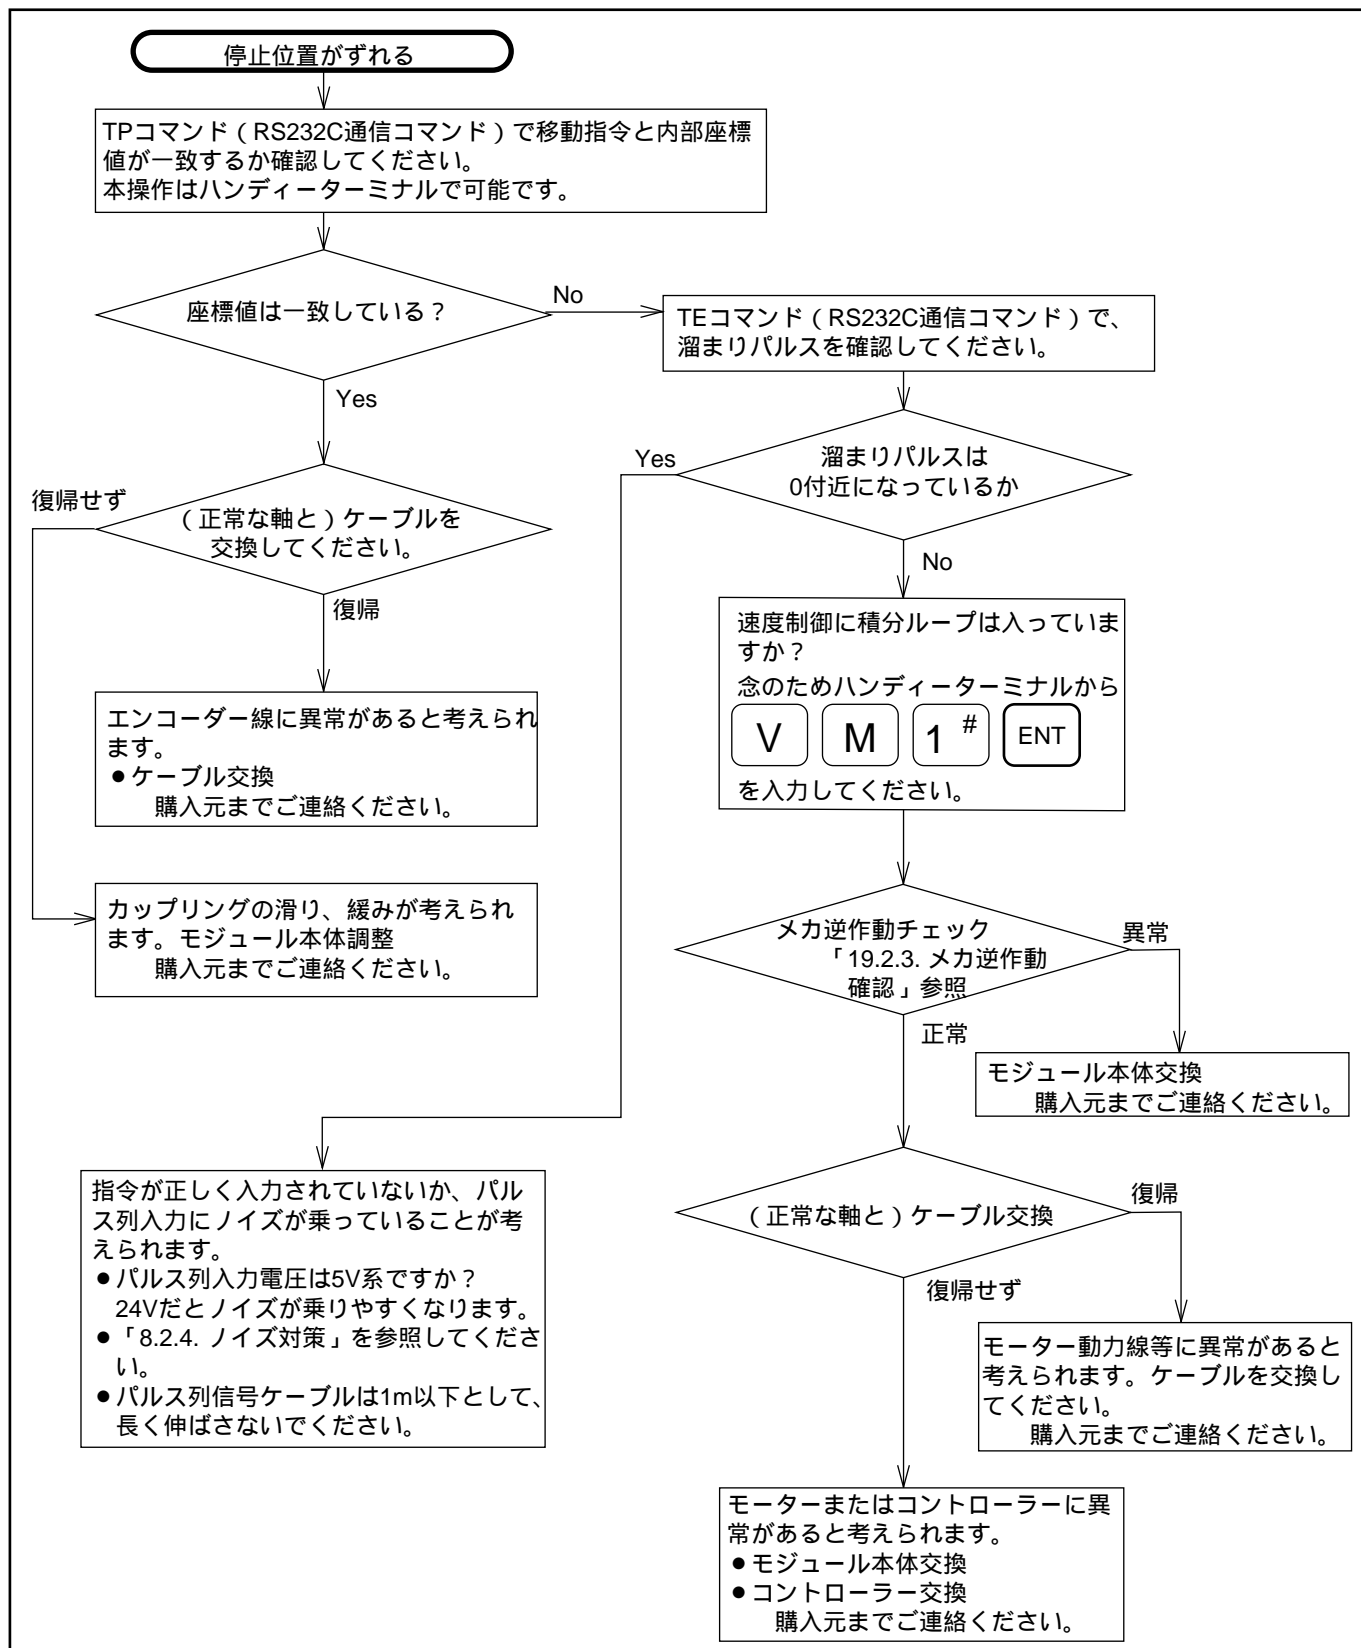 停止位置がずれる
TPコマンド（RS232C通信コマンド）で移動指令と内部座標
値が一致するか確認してください。
本操作はハンディーターミナルで可能です。
座標値は一致している？
No
TEコマンド（RS232C通信コマンド）で、
溜まりパルスを確認してください。
Yes
Yes
溜まりパルスは
0付近になっているか
復帰せず
（正常な軸と）ケーブルを
交換してください。
No
復帰
速度制御に積分ループは入っていま
すか？
念のためハンディーターミナルから
V M 1 # ENT
を入力してください。
エンコーダー線に異常があると考えられ
ます。
●ケーブル交換
購入元までご連絡ください。
カップリングの滑り、緩みが考えられ
ます。モジュール本体調整
購入元までご連絡ください。
メカ逆作動チェック
「19.2.3. メカ逆作動
確認」参照
異常
正常
モジュール本体交換
購入元までご連絡ください。
指令が正しく入力されていないか、パル
ス列入力にノイズが乗っていることが考
えられます。
●パルス列入力電圧は5V系ですか？
24Vだとノイズが乗りやすくなります。
●「8.2.4. ノイズ対策」を参照してくださ
い。
●パルス列信号ケーブルは1m以下として、
長く伸ばさないでください。
（正常な軸と）ケーブル交換
復帰
復帰せず
モーター動力線等に異常があると
考えられます。ケーブルを交換し
てください。
購入元までご連絡ください。
モーターまたはコントローラーに異
常があると考えられます。
●モジュール本体交換
●コントローラー交換
購入元までご連絡ください。